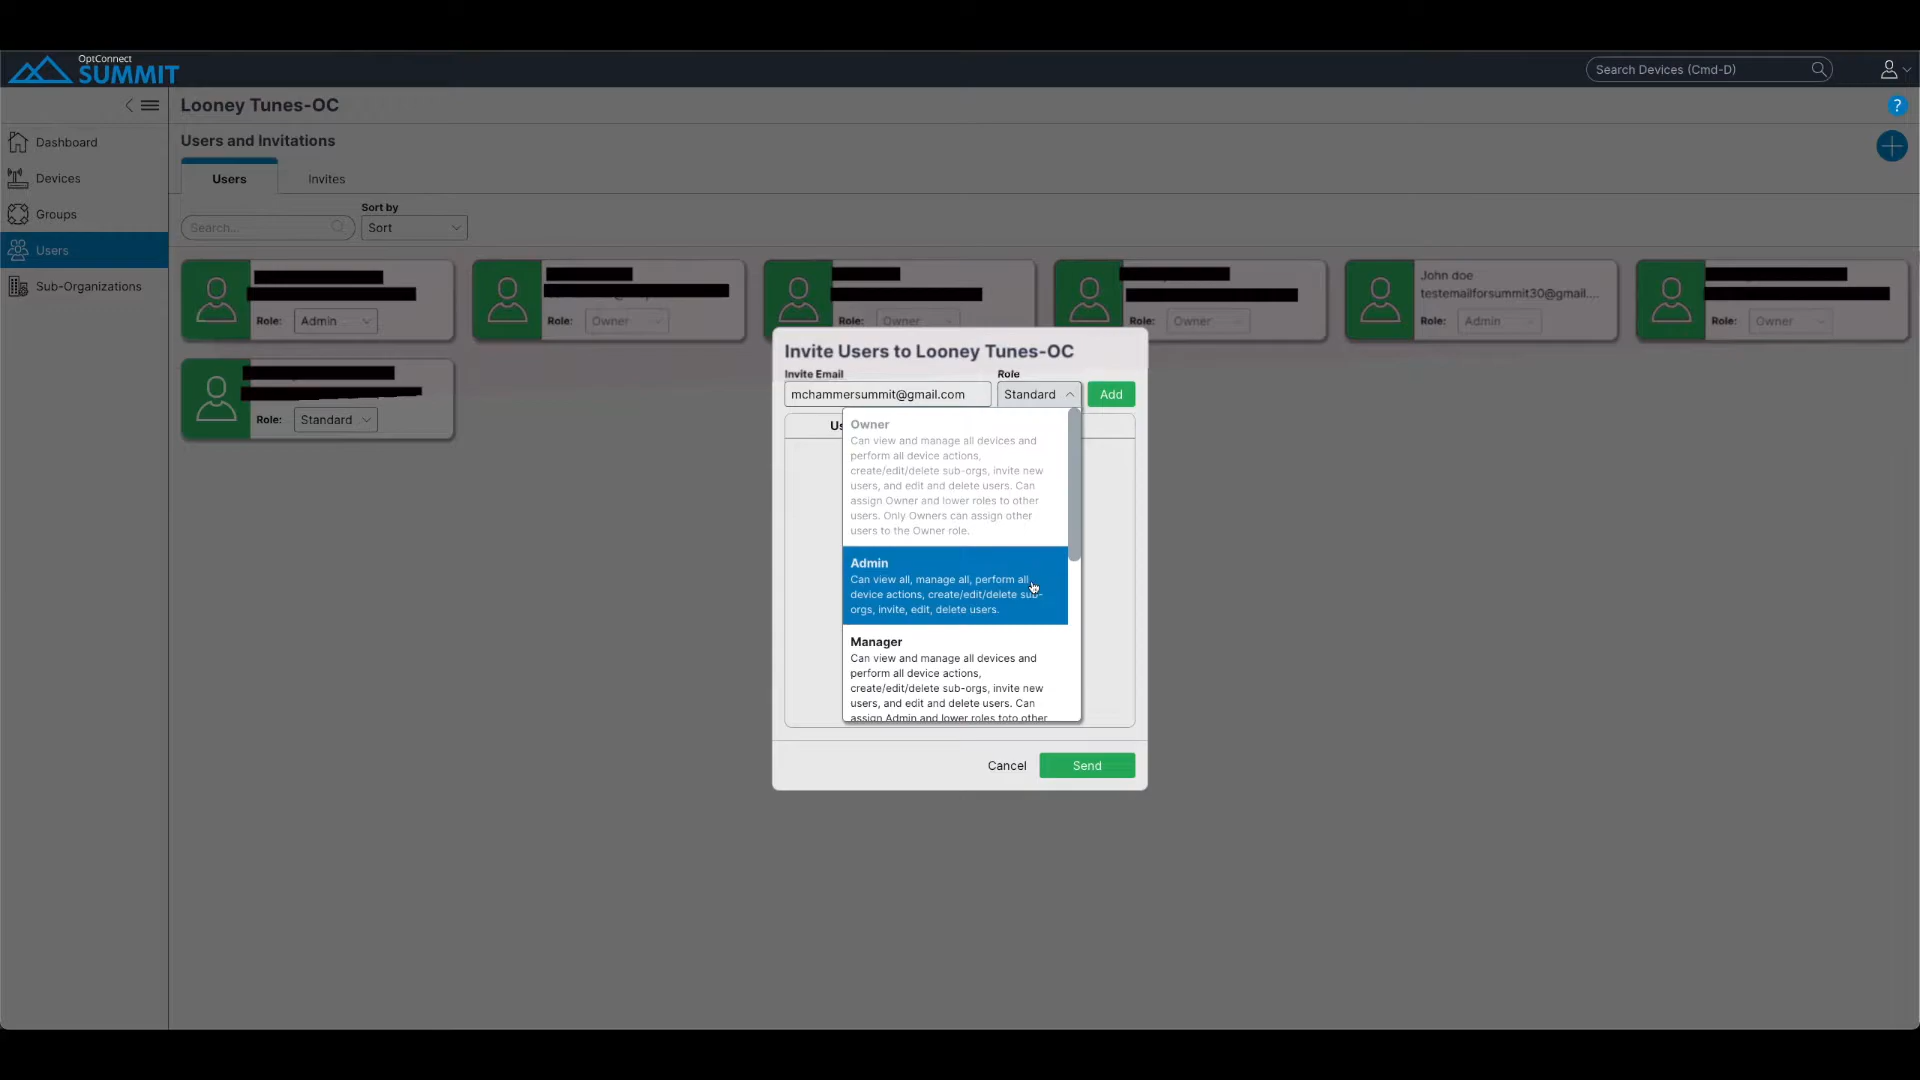 OptConnect
SUMMIT
Search Devices (Cmd-D)
Looney Tunes-OC
?
Dashboard
Users and Invitations
Devices
Users
Invites
Groups
Sort by
Search...
Sort
Users
Sub-Organizations
Role:
Admin
Role:
Owner
Role:
Owner
Role:
Owner
John doe
testemailforsummit30@gmail....
Role:
Admin
Role:
Owner
Role:
Standard
Invite Users to Looney Tunes-OC
Invite Email
Role
mchammersummit@gmail.com
Standard
Add
Owner
Can view and manage all devices and
perform all device actions,
create/edit/delete sub-orgs, invite new
users, and edit and delete users. Can
assign Owner and lower roles to other
users. Only Owners can assign other
users to the Owner role.
Admin
Can view all, manage all, perform all
device actions, create/edit/delete sub-
orgs, invite, edit, delete users.
Manager
Can view and manage all devices and
perform all device actions,
create/edit/delete sub-orgs, invite new
users, and edit and delete users. Can
assign Admin and lower roles toto other
Cancel
Send